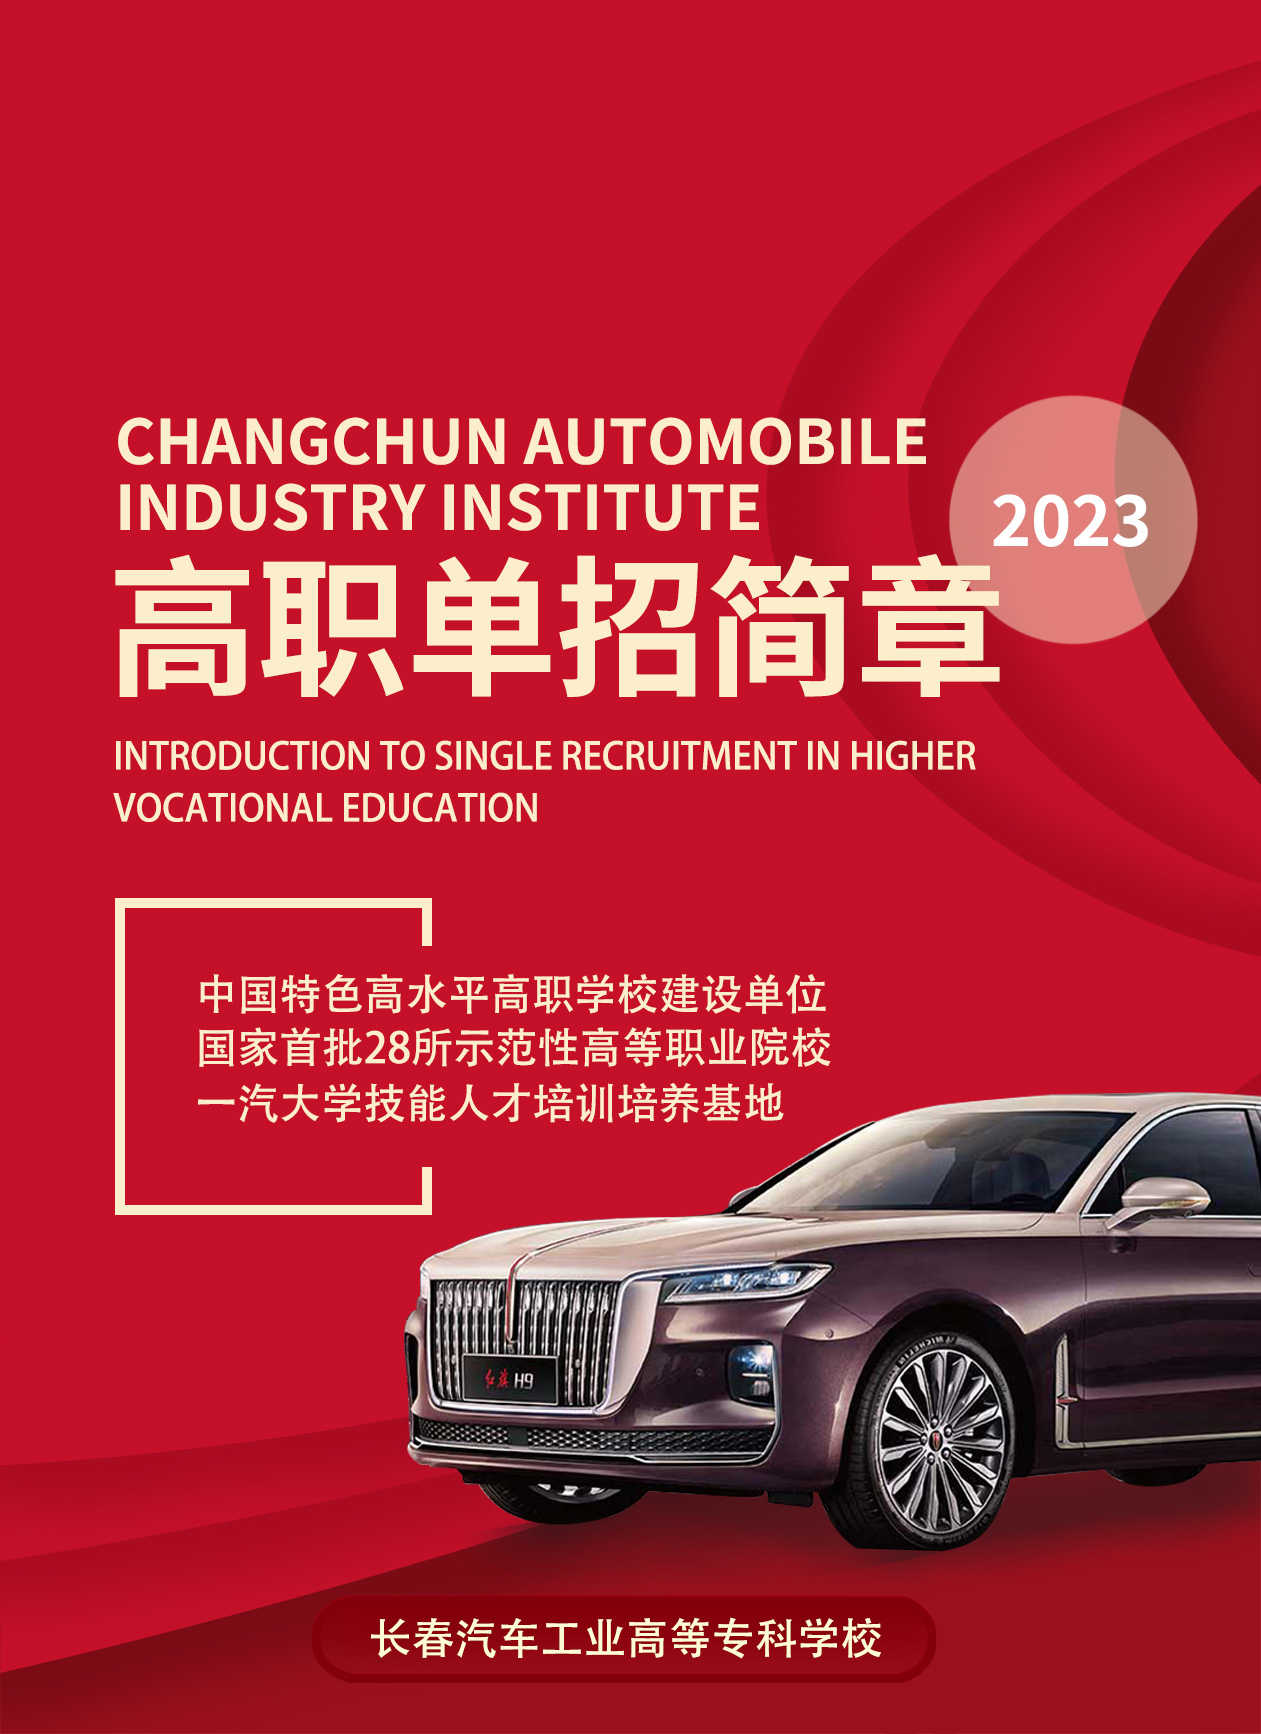 CHANGCHUN AUTOMOBILE
INDUSTRY INSTITUTE
2023
高职单招简章
INTRODUCTION TO SINGLE RECRUITMENT IN HIGHER
VOCATIONAL EDUCATION
中国特色高水平高职学校建设单位
国家首批28所示范性高等职业院校
一汽大学技能人才培训培养基地
MICHELIN
红旗 H9
长春汽车工业高等专科学校